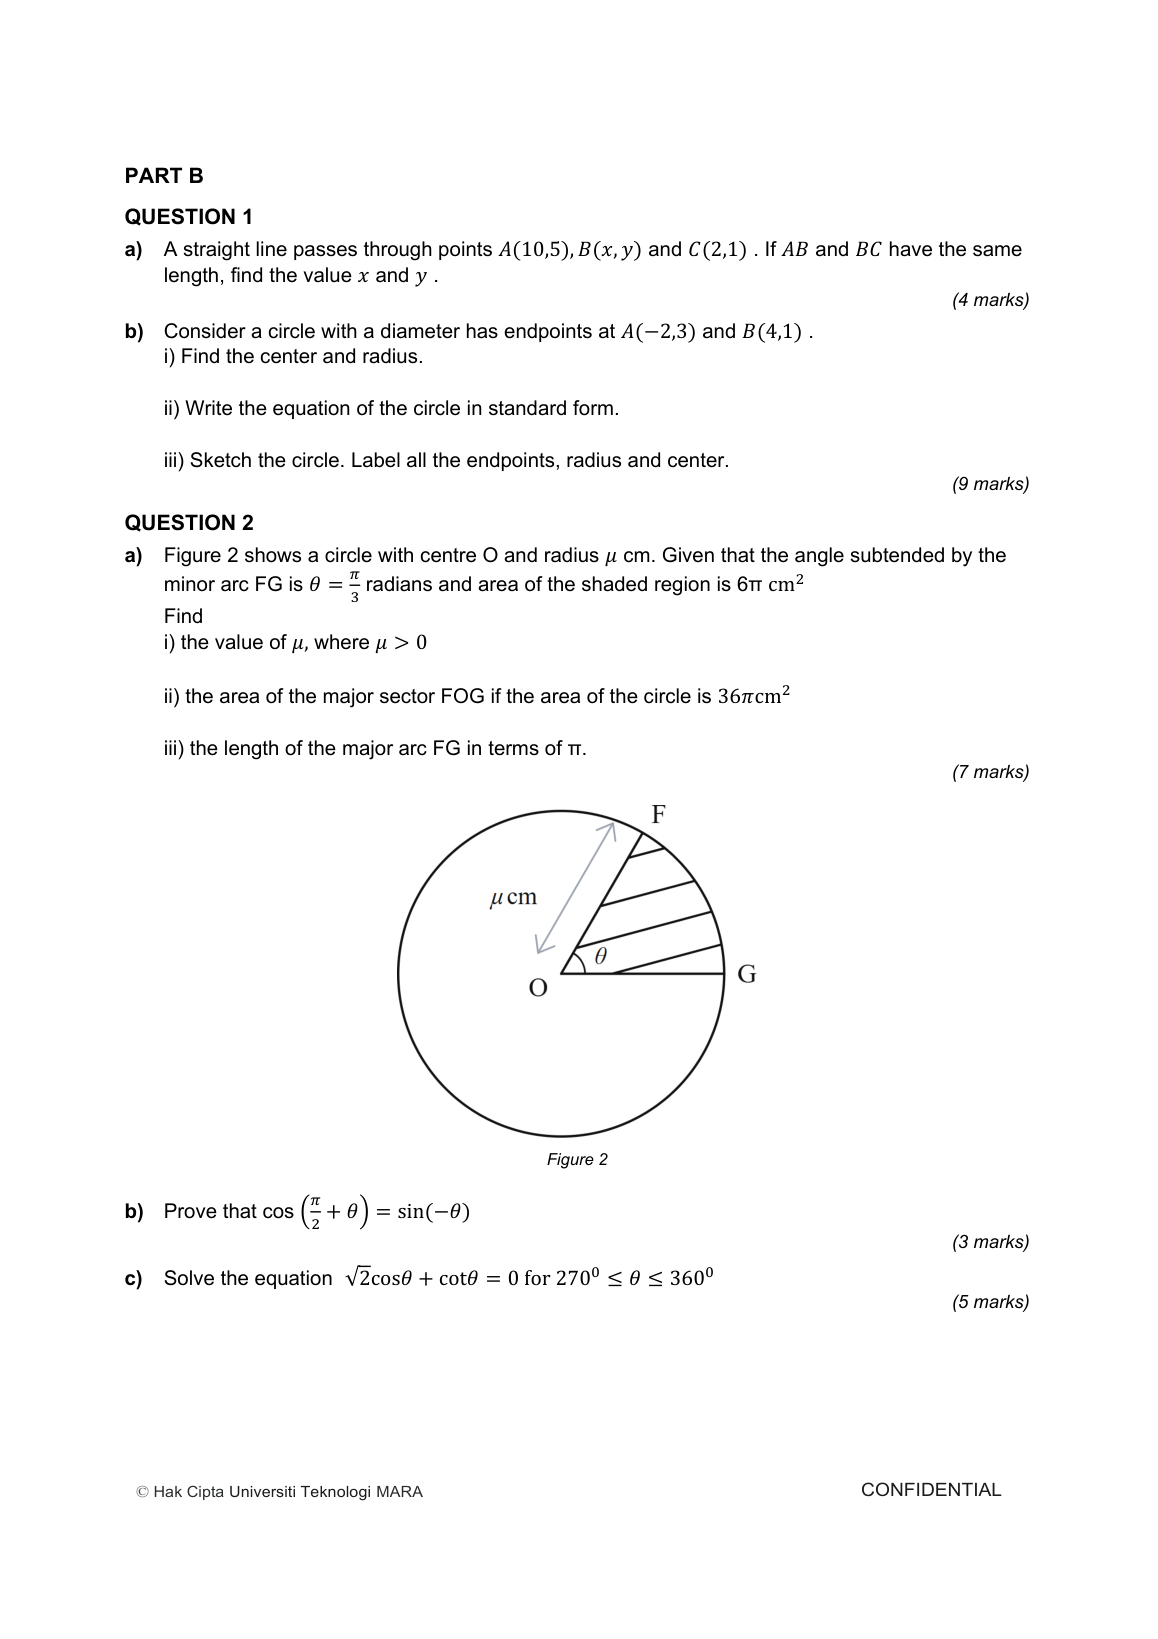 PART B
QUESTION 1
a) A straight line passes through points A(10,5), B(x, y) and C(2,1) . If AB and BC have the same
length, find the value x and y .
(4 marks)
b) Consider a circle with a diameter has endpoints at A(−2,3) and B(4,1) .
i) Find the center and radius.
ii) Write the equation of the circle in standard form.
iii) Sketch the circle. Label all the endpoints, radius and center.
(9 marks)
QUESTION 2
a) Figure 2 shows a circle with centre O and radius μ cm. Given that the angle subtended by the
minor arc FG is θ = π/3 radians and area of the shaded region is 6π cm²
Find
i) the value of μ, where μ > 0
ii) the area of the major sector FOG if the area of the circle is 36πcm²
iii) the length of the major arc FG in terms of π.
(7 marks)
F
μ cm
θ
O
G
Figure 2
b) Prove that cos (π/2 + θ) = sin(−θ)
(3 marks)
c) Solve the equation √2cosθ + cotθ = 0 for 270⁰ ≤ θ ≤ 360⁰
(5 marks)
© Hak Cipta Universiti Teknologi MARA
CONFIDENTIAL